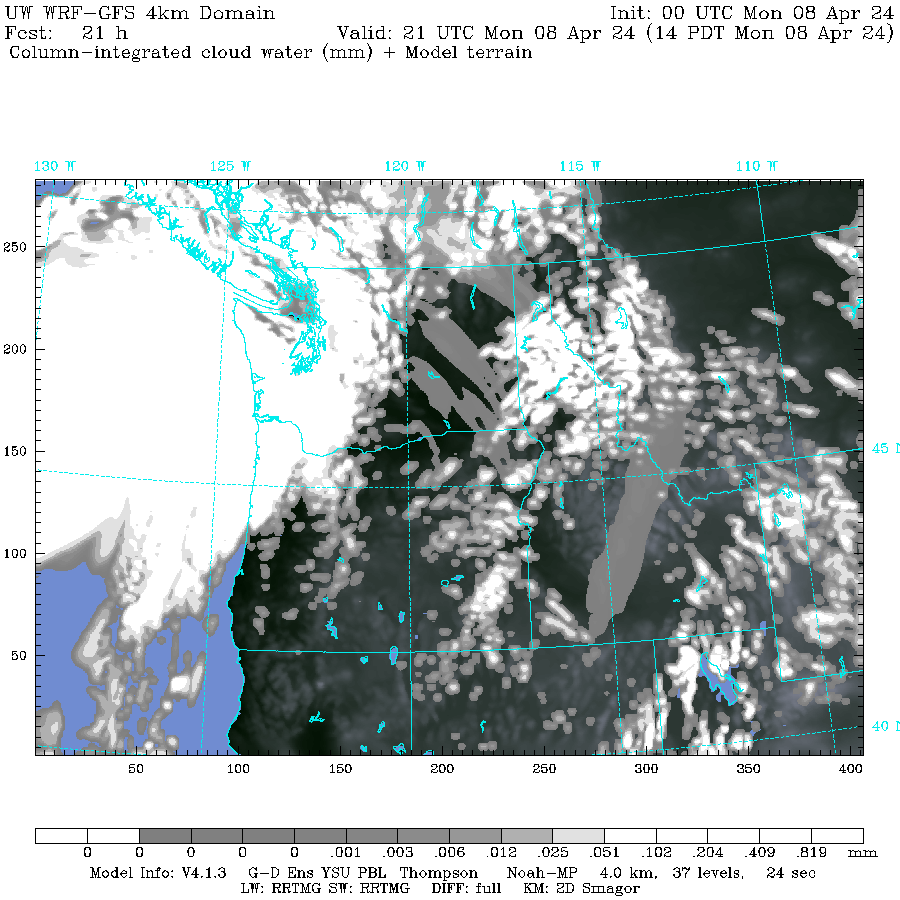 UW WRF-GFS 4km Domain Init: 00 UTC Mon 08 Apr 24
Fcst: 21 h Valid: 21 UTC Mon 08 Apr 24 (14 PDT Mon 08 Apr 24)
Column-integrated cloud water (mm) + Model terrain
130 W 125 W 120 W 115 W 110 W
250
200
150
45 N
100
50
40 N
50 100 150 200 250 300 350 400
0 0 0 0 0 .001 .003 .006 .012 .025 .051 .102 .204 .409 .819 mm
Model Info: V4.1.3 G-D Ens YSU PBL Thompson Noah-MP 4.0 km, 37 levels, 24 sec
LW: RRTMG SW: RRTMG DIFF: full KM: 2D Smagor